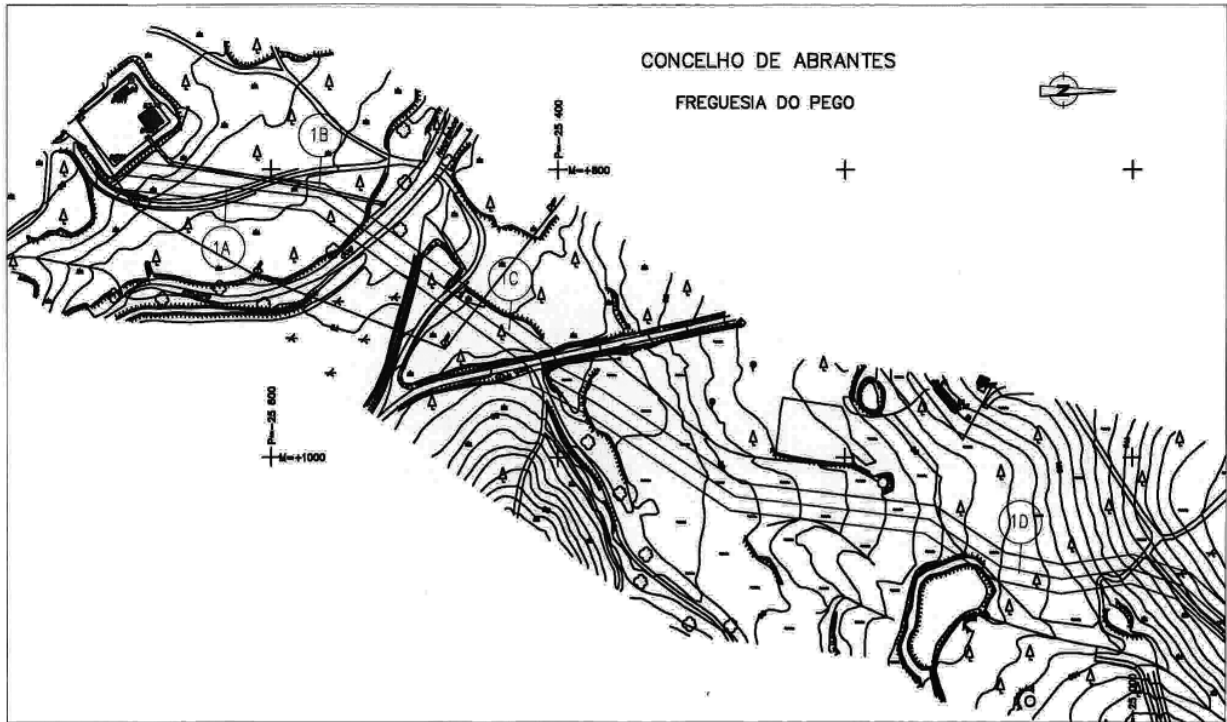 CONCELHO DE ABRANTES
FREGUESIA DO PEGO
N
P=-25 400
M=+800
1B
1A
1C
P=-25 600
M=+1000
1D